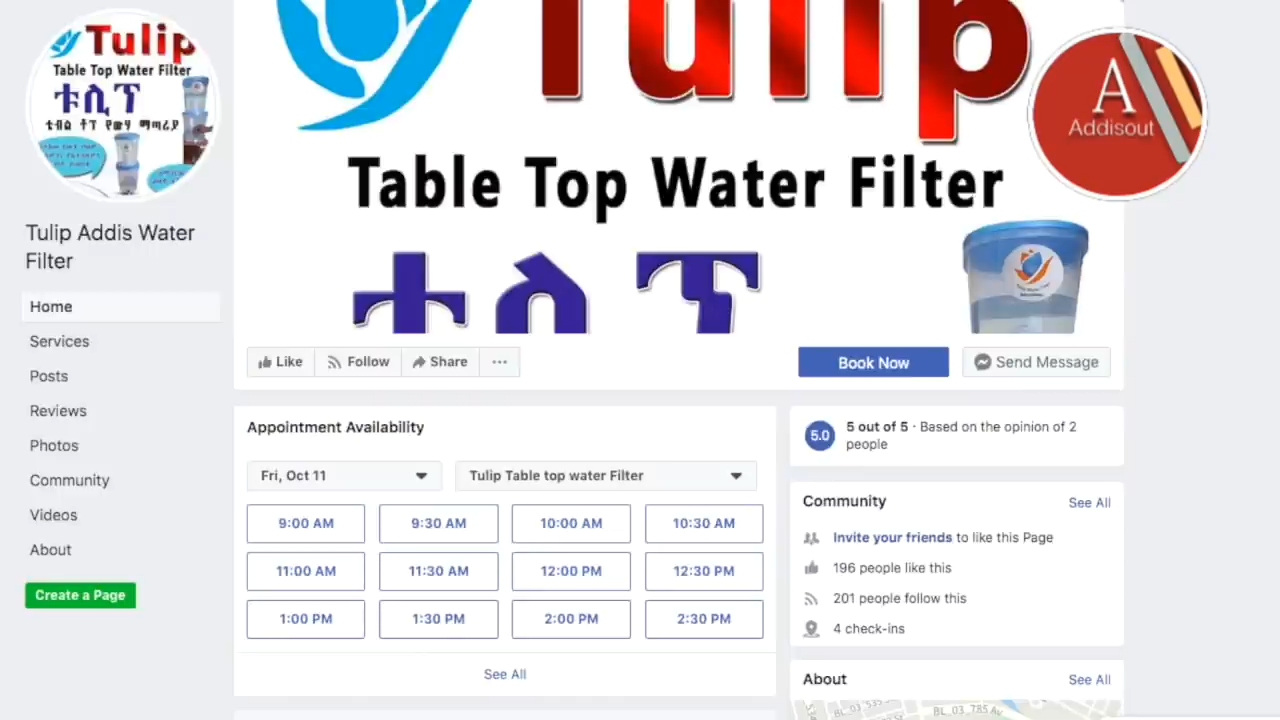 Tulip
Table Top Water Filter
ቱሊፕ
ቴብል ቶፕ የውሃ ማጣሪያ
Tulip Addis Water
Filter
Home
Services
Posts
Reviews
Photos
Community
Videos
About
Create a Page
Tulip
Table Top Water Filter
A
Addisout
Like
Follow
Share
Book Now
Send Message
Appointment Availability
Fri, Oct 11
Tulip Table top water Filter
9:00 AM
9:30 AM
10:00 AM
10:30 AM
11:00 AM
11:30 AM
12:00 PM
12:30 PM
1:00 PM
1:30 PM
2:00 PM
2:30 PM
See All
5.0
5 out of 5 · Based on the opinion of 2
people
Community
See All
Invite your friends to like this Page
196 people like this
201 people follow this
4 check-ins
About
See All
BL_03_785 Av